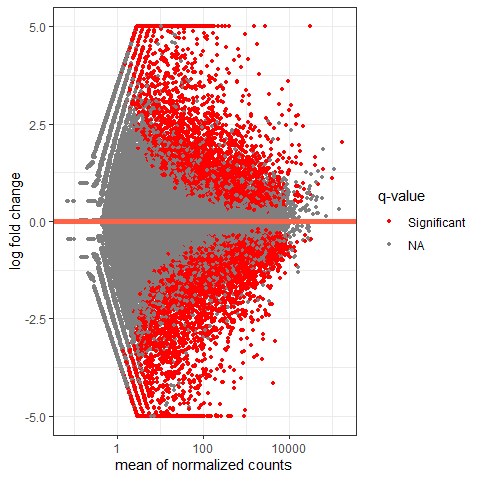 5.0
2.5
0.0
-2.5
-5.0
log fold change
1
100
10000
mean of normalized counts
q-value
Significant
NA